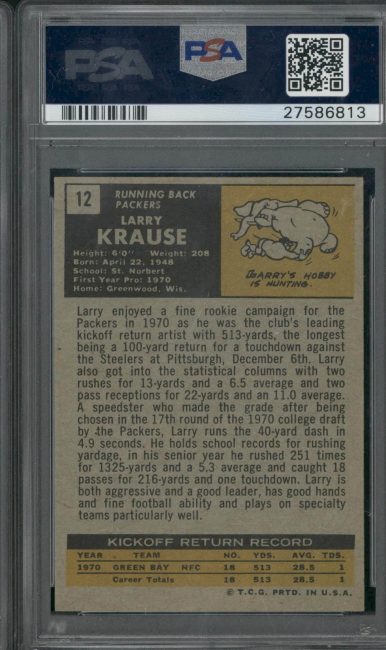 PSA
PSA
27586813
12
RUNNING BACK
PACKERS
LARRY
KRAUSE
Height: 6'0" Weight: 208
Born: April 22, 1948
School: St. Norbert
First Year Pro: 1970
Home: Greenwood, Wis.
LARRY'S HOBBY
IS HUNTING.
Larry enjoyed a fine rookie campaign for the
Packers in 1970 as he was the club's leading
kickoff return artist with 513-yards, the longest
being a 100-yard return for a touchdown against
the Steelers at Pittsburgh, December 6th. Larry
also got into the statistical columns with two
rushes for 13-yards and a 6.5 average and two
pass receptions for 22-yards and an 11.0 average.
A speedster who made the grade after being
chosen in the 17th round of the 1970 college draft
by the Packers, Larry runs the 40-yard dash in
4.9 seconds. He holds school records for rushing
yardage, in his senior year he rushed 251 times
for 1325-yards and a 5.3 average and caught 18
passes for 216-yards and one touchdown. Larry is
both aggressive and a good leader, has good hands
and fine football ability and plays on specialty
teams particularly well.
KICKOFF RETURN RECORD
YEAR TEAM NO. YDS. AVG. TDS.
1970 GREEN BAY NFC 18 513 28.5 1
Career Totals 18 513 28.5 1
© T.C.G. PRTD. IN U.S.A.